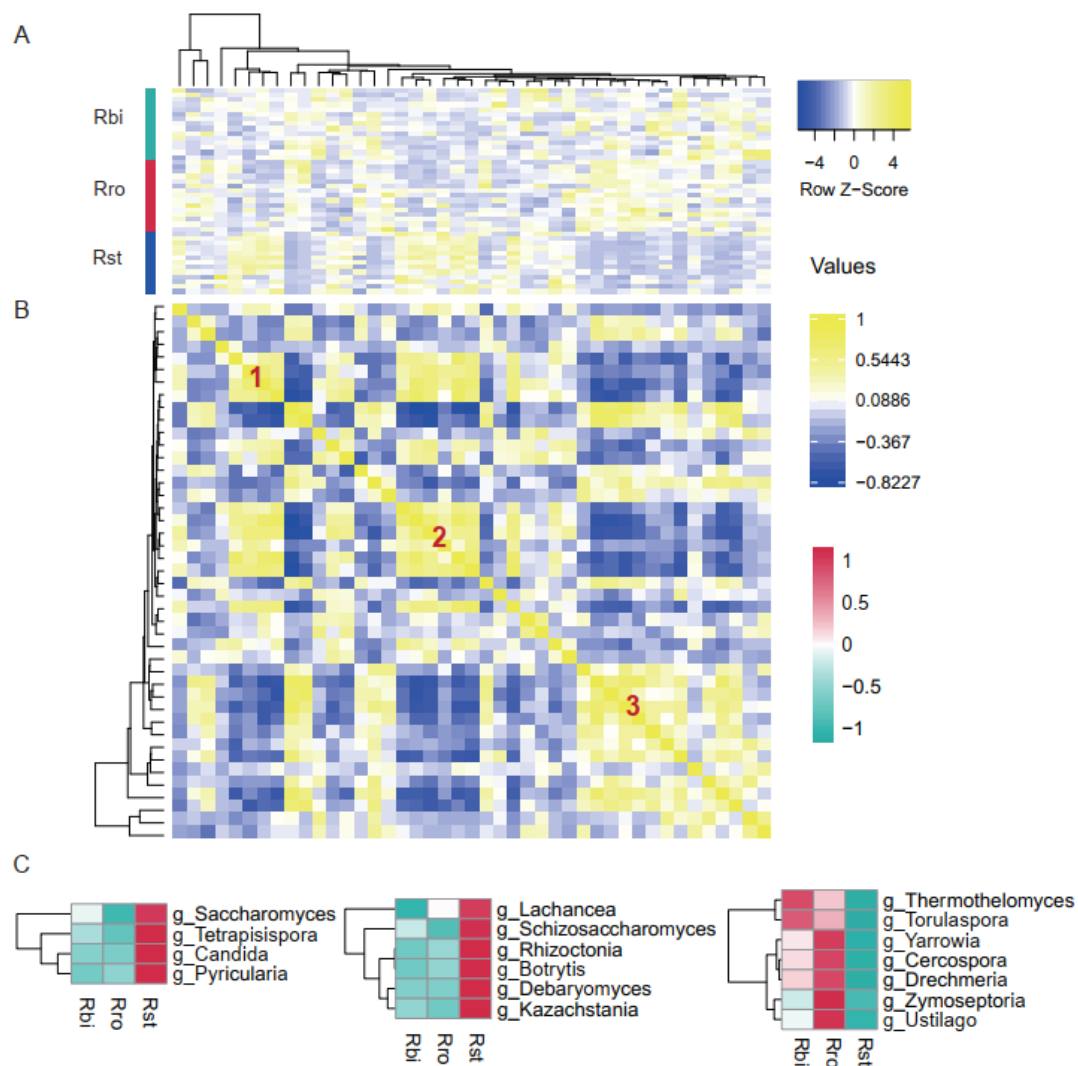 A
Rbi
Rro
Rst
−4 0 4
Row Z−Score
Values
B
1
0.5443
0.0886
−0.367
−0.8227
1
2
3
1
0.5
0
−0.5
−1
C
g_Saccharomyces
g_Tetrapisispora
g_Candida
g_Pyricularia
Rbi
Rro
Rst
g_Lachancea
g_Schizosaccharomyces
g_Rhizoctonia
g_Botrytis
g_Debaryomyces
g_Kazachstania
Rbi
Rro
Rst
g_Thermothelomyces
g_Torulaspora
g_Yarrowia
g_Cercospora
g_Drechmeria
g_Zymoseptoria
g_Ustilago
Rbi
Rro
Rst